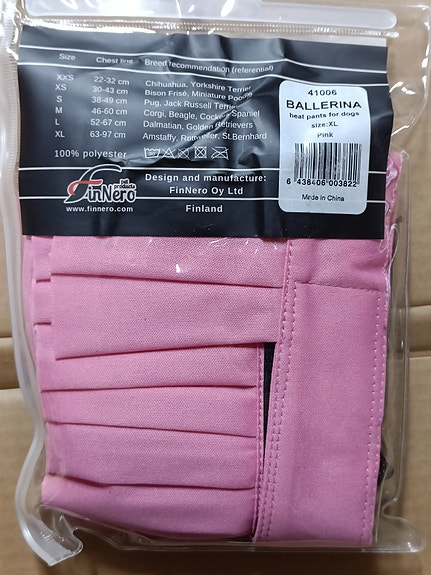 Size Chest line Breed recommendation (referential)
XXS 22-32 cm Chihuahua, Yorkshire Terrier
XS 30-43 cm Bison Frisé, Miniature Poodle
S 38-49 cm Pug, Jack Russell Terrier
M 46-60 cm Corgi, Beagle, Cocker Spaniel
L 52-67 cm Dalmatian, Golden Retrievers
XL 63-97 cm Amstaffy, Rottweiler, St.Bernhard
100% polyester
Design and manufacture:
FinNero Oy Ltd
Finland
pet products
FinNero
www.finnero.com
41006
BALLERINA
heat pants for dogs
size:XL
Pink
6 438406 003822
Made in China